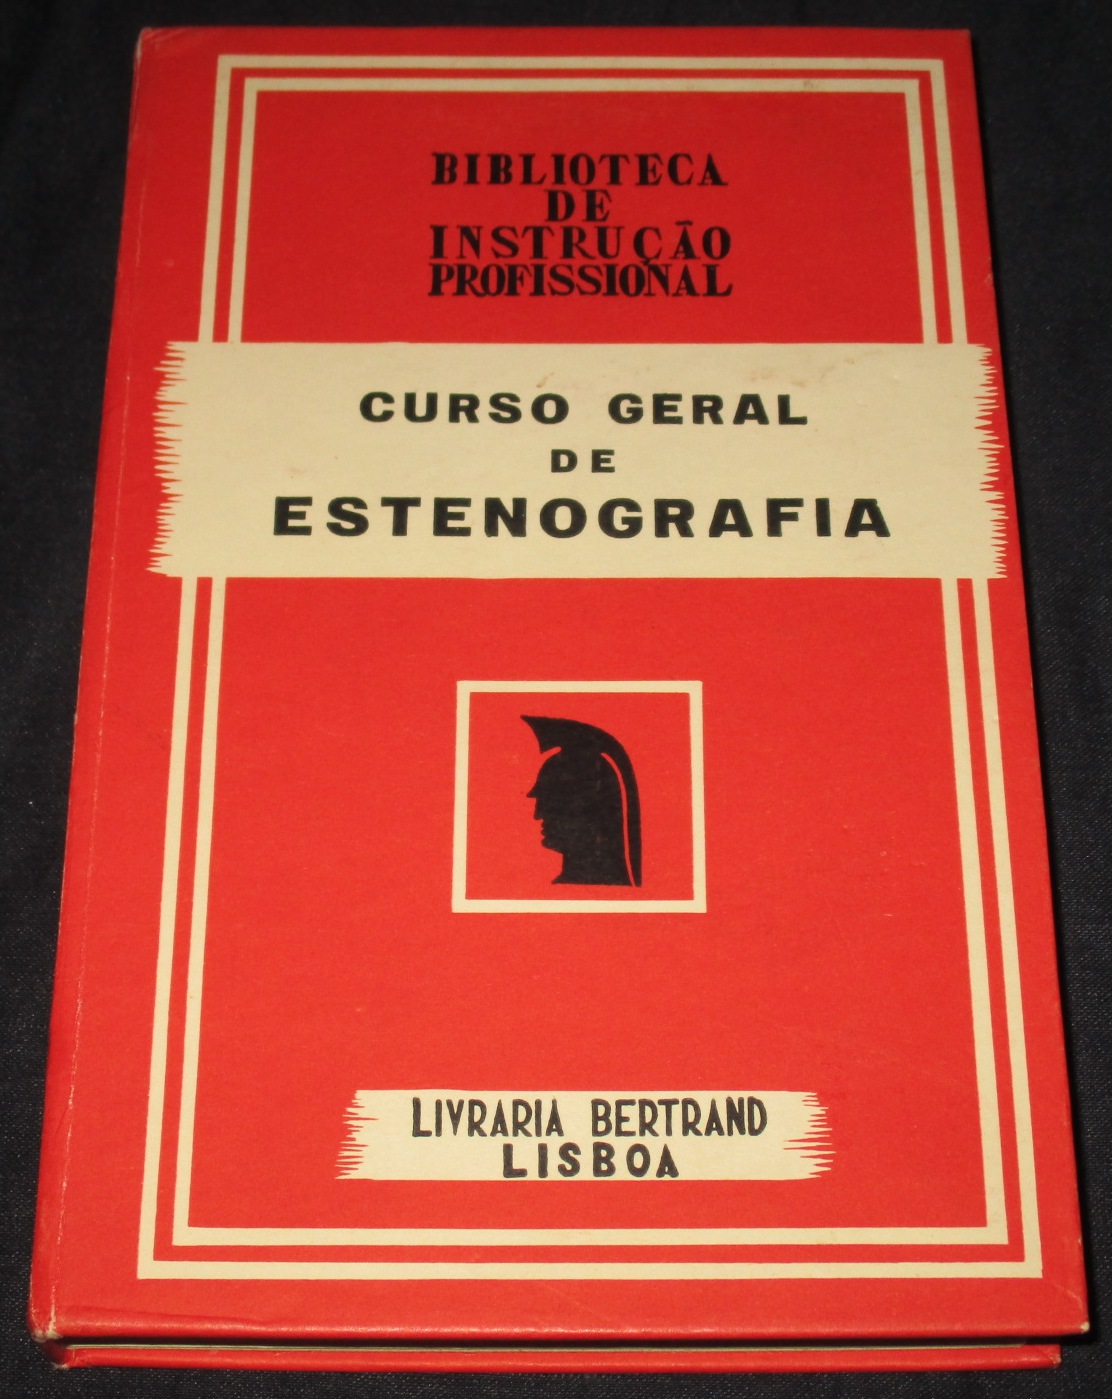 BIBLIOTECA
DE
INSTRUÇÃO
PROFISSIONAL
CURSO GERAL
DE
ESTENOGRAFIA
LIVRARIA BERTRAND
LISBOA